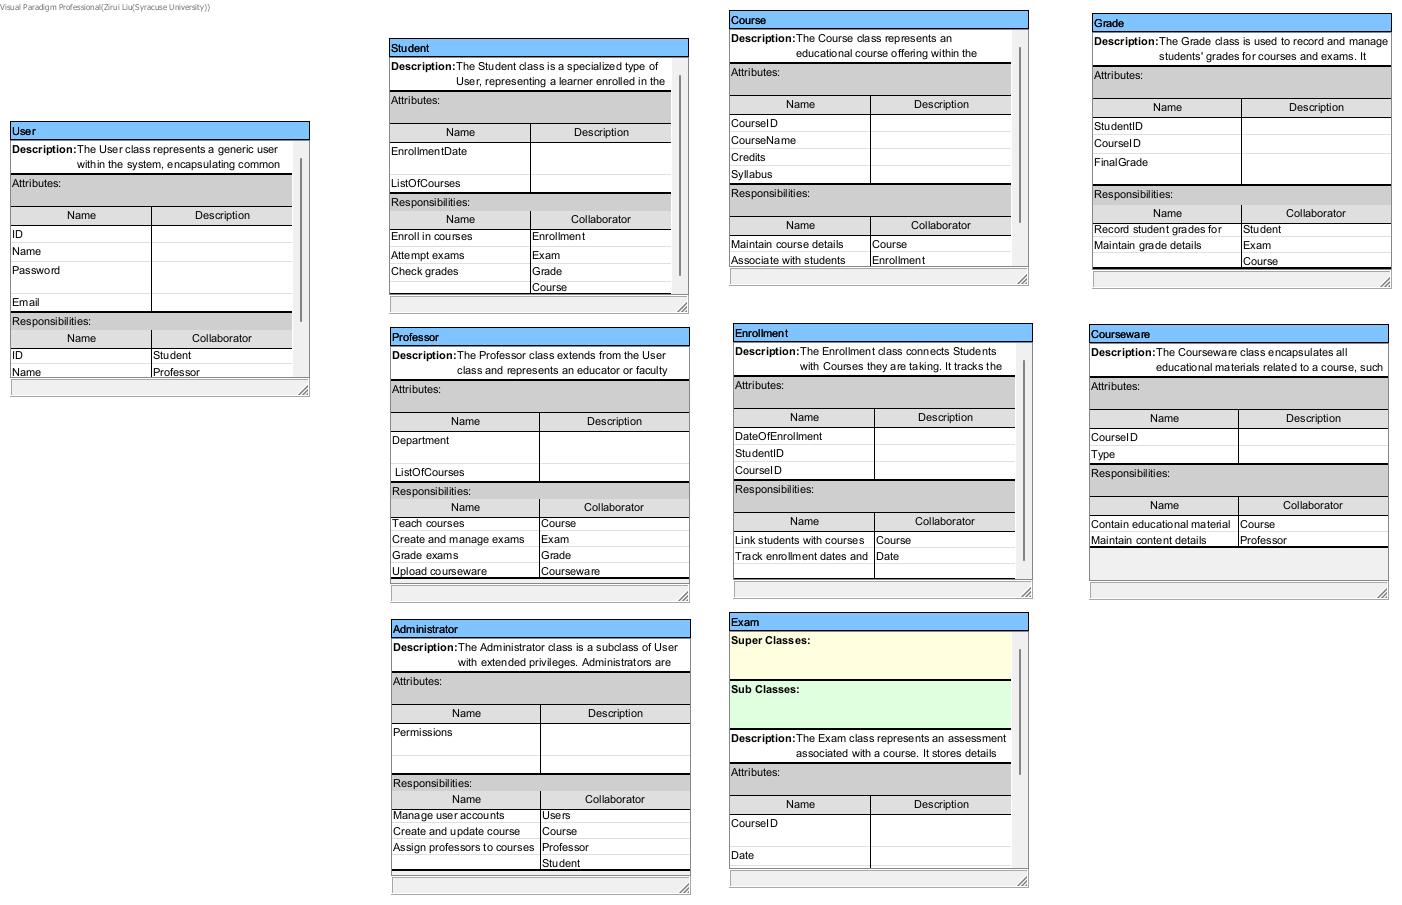 Visual Paradigm Professional(Zirui Liu(Syracuse University))
User
Description:The User class represents a generic user
within the system, encapsulating common
Attributes:
Name Description
ID
Name
Password
Email
Responsibilities:
Name Collaborator
ID Student
Name Professor
Student
Description:The Student class is a specialized type of
User, representing a learner enrolled in the
Attributes:
Name Description
EnrollmentDate
ListOfCourses
Responsibilities:
Name Collaborator
Enroll in courses Enrollment
Attempt exams Exam
Check grades Grade
Course
Professor
Description:The Professor class extends from the User
class and represents an educator or faculty
Attributes:
Name Description
Department
ListOfCourses
Responsibilities:
Name Collaborator
Teach courses Course
Create and manage exams Exam
Grade exams Grade
Upload courseware Courseware
Administrator
Description:The Administrator class is a subclass of User
with extended privileges. Administrators are
Attributes:
Name Description
Permissions
Responsibilities:
Name Collaborator
Manage user accounts Users
Create and update course Course
Assign professors to courses Professor
Student
Course
Description:The Course class represents an
educational course offering within the
Attributes:
Name Description
CourseID
CourseName
Credits
Syllabus
Responsibilities:
Name Collaborator
Maintain course details Course
Associate with students Enrollment
Enrollment
Description:The Enrollment class connects Students
with Courses they are taking. It tracks the
Attributes:
Name Description
DateOfEnrollment
StudentID
CourseID
Responsibilities:
Name Collaborator
Link students with courses Course
Track enrollment dates and Date
Exam
Super Classes:
Sub Classes:
Description:The Exam class represents an assessment
associated with a course. It stores details
Attributes:
Name Description
CourseID
Date
Grade
Description:The Grade class is used to record and manage
students' grades for courses and exams. It
Attributes:
Name Description
StudentID
CourseID
FinalGrade
Responsibilities:
Name Collaborator
Record student grades for Student
Maintain grade details Exam
Course
Courseware
Description:The Courseware class encapsulates all
educational materials related to a course, such
Attributes:
Name Description
CourseID
Type
Responsibilities:
Name Collaborator
Contain educational material Course
Maintain content details Professor